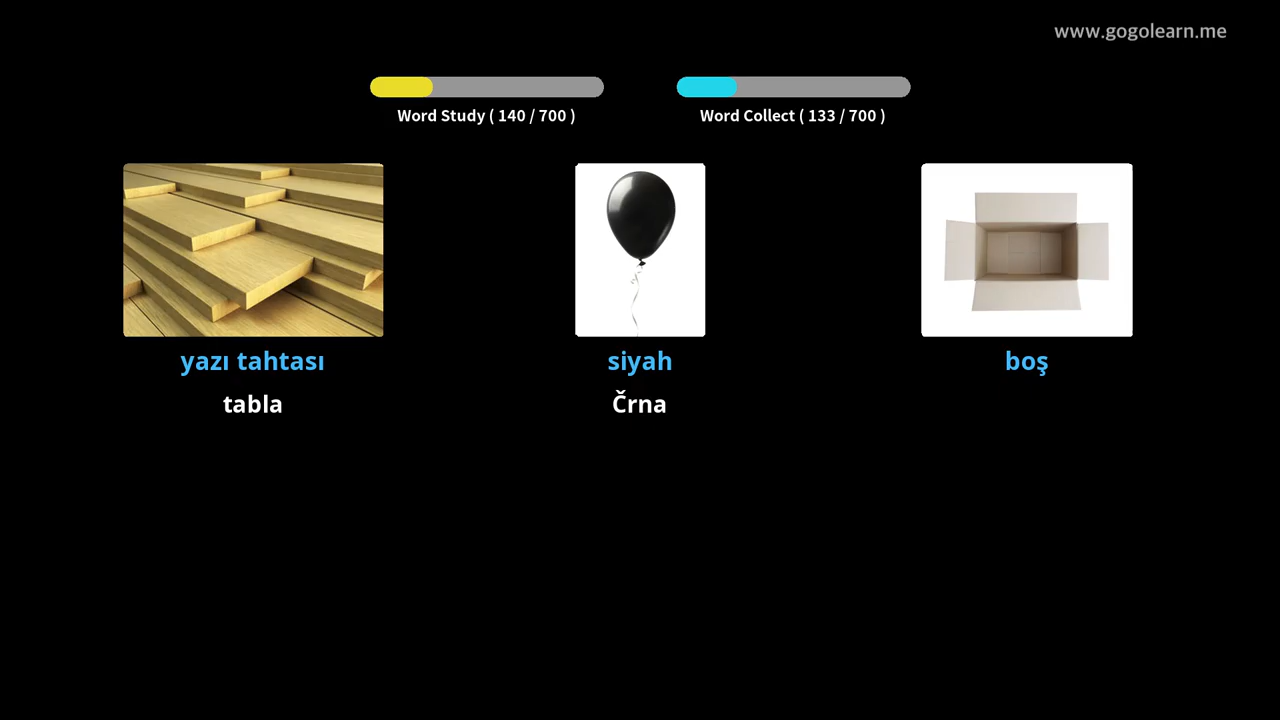 www.gogolearn.me
Word Study ( 140 / 700 )
Word Collect ( 133 / 700 )
yazı tahtası
siyah
boş
tabla
Črna